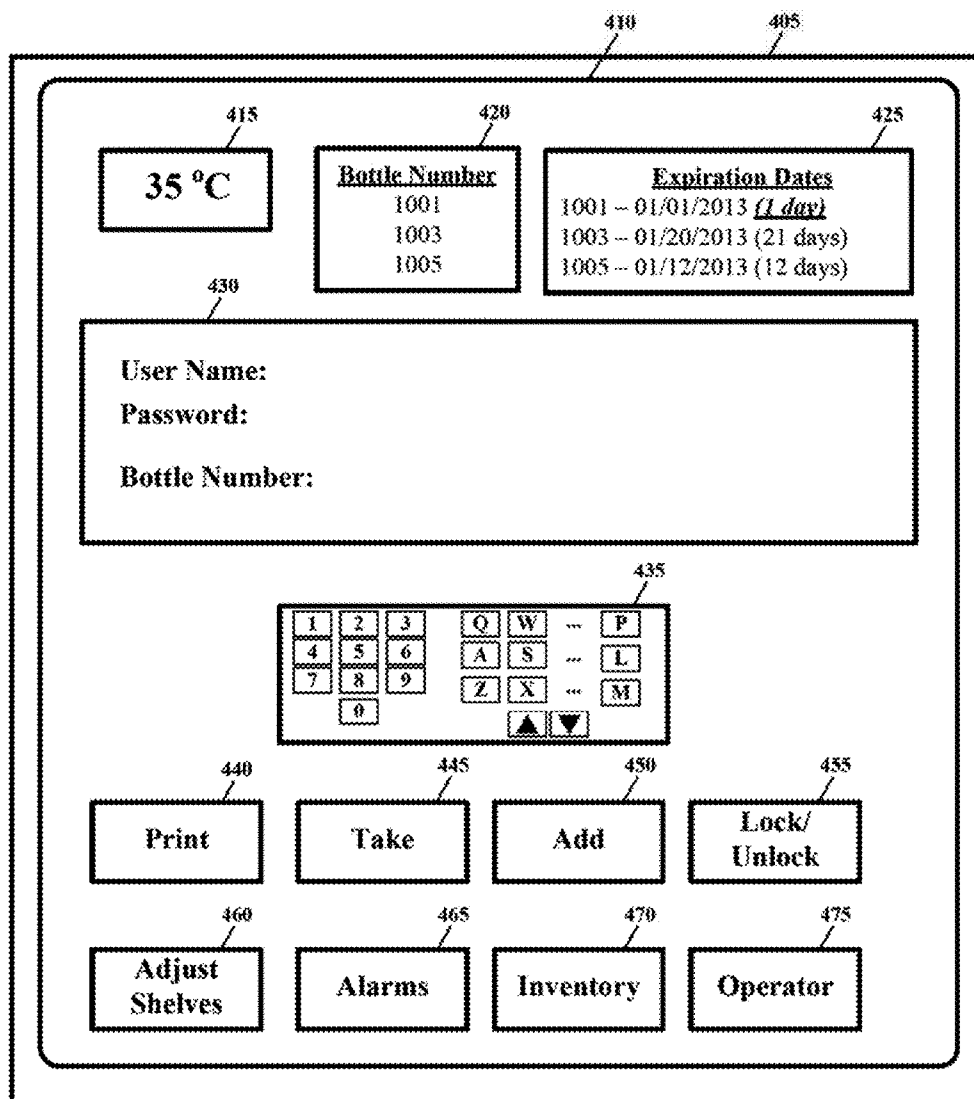 410 405
415 420 425
35 °C
Bottle Number
1001
1003
1005
Expiration Dates
1001 – 01/01/2013 (1 day)
1003 – 01/20/2013 (21 days)
1005 – 01/12/2013 (12 days)
430
User Name:
Password:
Bottle Number:
435
1 2 3 Q W ... P
4 5 6 A S ... L
7 8 9 Z X ... M
0 ▲ ▼
440 445 450 455
Print
Take
Add
Lock/
Unlock
460 465 470 475
Adjust
Shelves
Alarms
Inventory
Operator